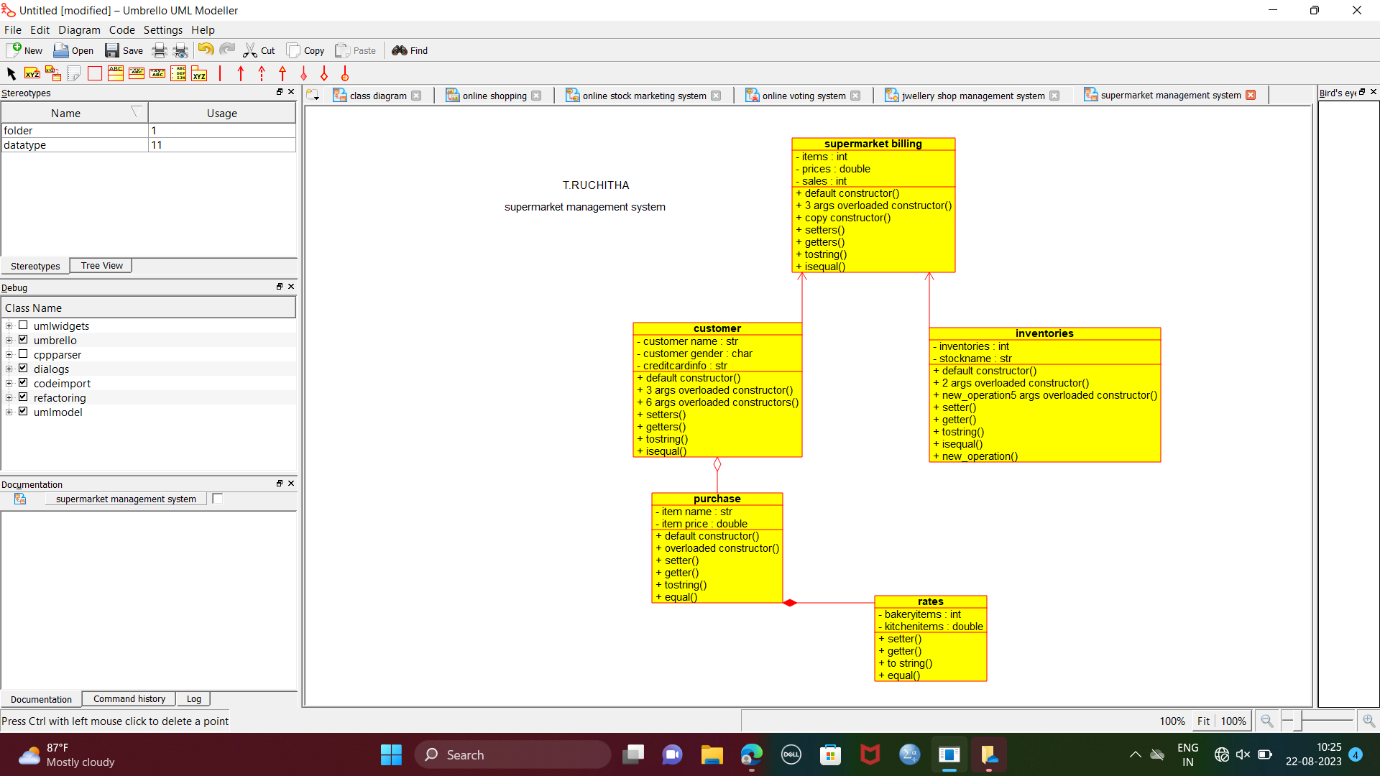 Untitled [modified] – Umbrello UML Modeller
File Edit Diagram Code Settings Help
New Open Save Cut Copy Paste Find
Stereotypes
Name Usage
folder 1
datatype 11
Stereotypes Tree View
Debug
Class Name
umlwidgets
umbrello
cppparser
dialogs
codeimport
refactoring
umlmodel
Documentation
supermarket management system
Documentation Command history Log
Press Ctrl with left mouse click to delete a point
class diagram online shopping online stock marketing system online voting system jwellery shop management system supermarket management system
Bird's eye
T.RUCHITHA
supermarket management system
supermarket billing
- items : int
- prices : double
- sales : int
+ default constructor()
+ 3 args overloaded constructor()
+ copy constructor()
+ setters()
+ getters()
+ tostring()
+ isequal()
customer
- customer name : str
- customer gender : char
- creditcardinfo : str
+ default constructor()
+ 3 args overloaded constructor()
+ 6 args overloaded constructors()
+ setters()
+ getters()
+ tostring()
+ isequal()
inventories
- inventories : int
- stockname : str
+ default constructor()
+ 2 args overloaded constructor()
+ new_operation5 args overloaded constructor()
+ setter()
+ getter()
+ tostring()
+ isequal()
+ new_operation()
purchase
- item name : str
- item price : double
+ default constructor()
+ overloaded constructor()
+ setter()
+ getter()
+ tostring()
+ equal()
rates
- bakeryitems : int
- kitchenitems : double
+ setter()
+ getter()
+ to string()
+ equal()
100% Fit 100%
87°F
Mostly cloudy
Search
DELL
ENG
IN
10:25
22-08-2023
4